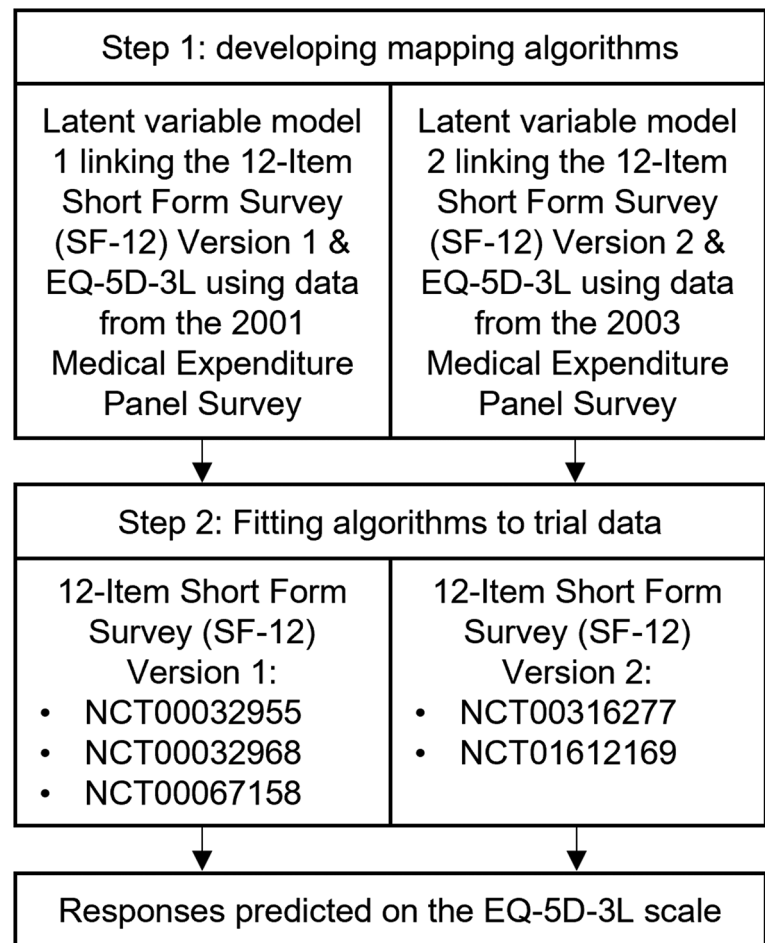 Step 1: developing mapping algorithms
Latent variable model
1 linking the 12-Item
Short Form Survey
(SF-12) Version 1 &
EQ-5D-3L using data
from the 2001
Medical Expenditure
Panel Survey
Latent variable model
2 linking the 12-Item
Short Form Survey
(SF-12) Version 2 &
EQ-5D-3L using data
from the 2003
Medical Expenditure
Panel Survey
Step 2: Fitting algorithms to trial data
12-Item Short Form
Survey (SF-12)
Version 1:
• NCT00032955
• NCT00032968
• NCT00067158
12-Item Short Form
Survey (SF-12)
Version 2:
• NCT00316277
• NCT01612169
Responses predicted on the EQ-5D-3L scale